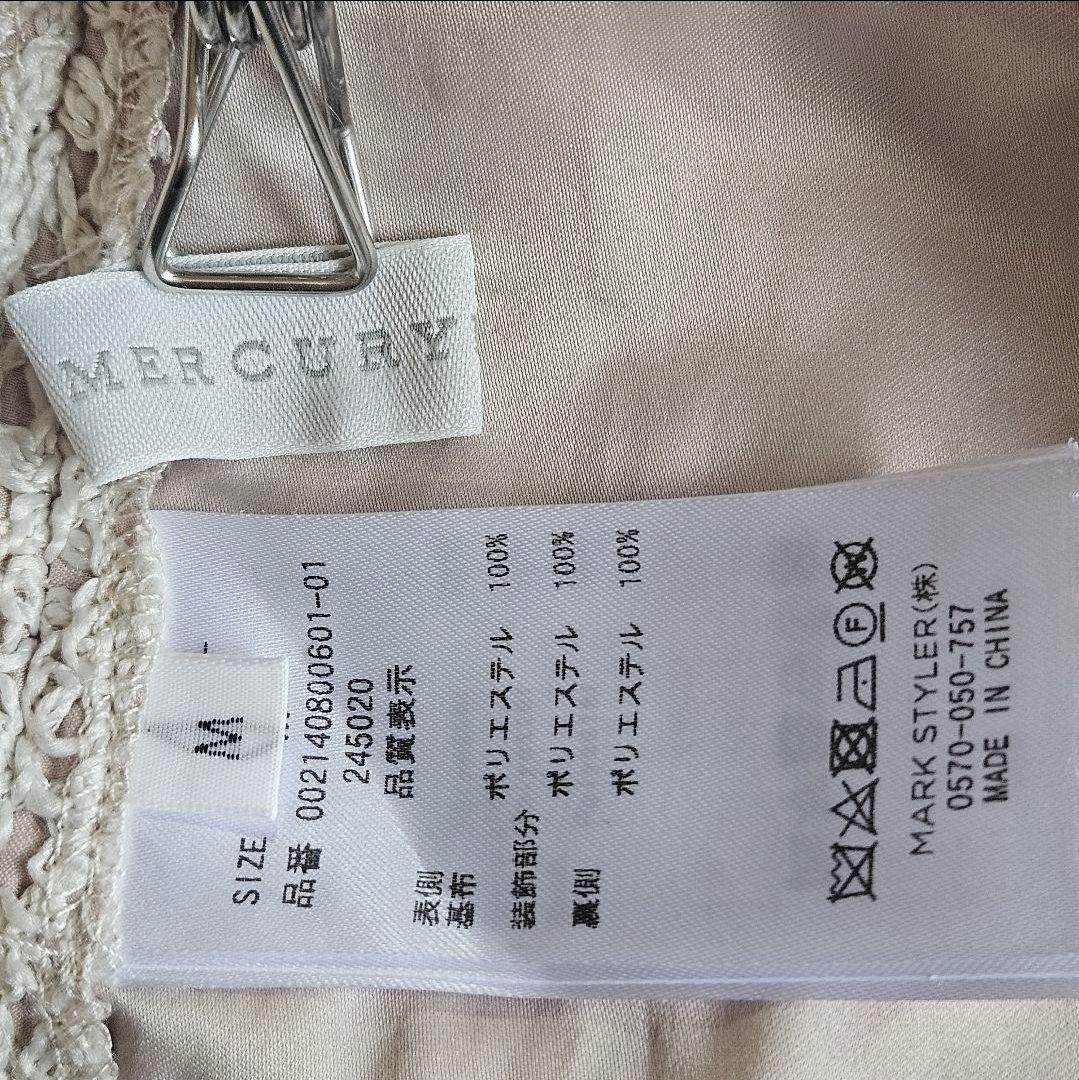 MERCURY
M
SIZE
品番 002140800601-01
245020
品質表示
表側
基布 ポリエステル 100%
装飾部分 ポリエステル 100%
裏側 ポリエステル 100%
F
MARK STYLER(株)
0570-050-757
MADE IN CHINA